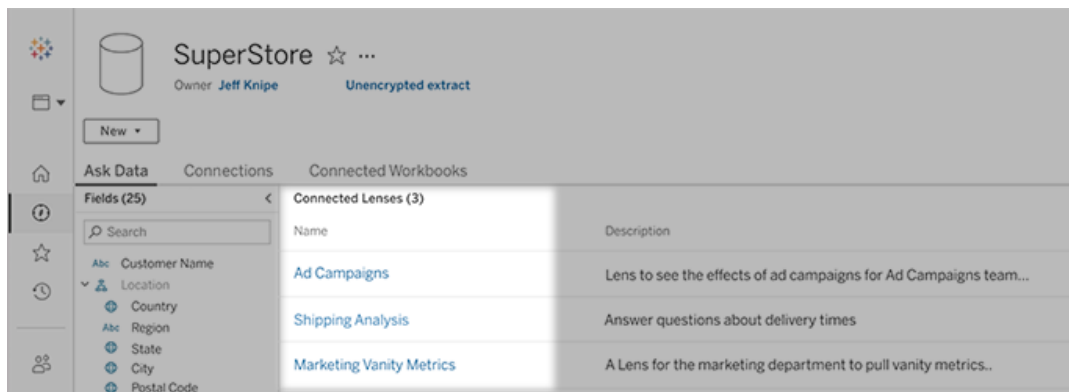 SuperStore ☆ ...
Owner Jeff Knipe Unencrypted extract
New
Ask Data Connections Connected Workbooks
Fields (25)
Search
Abc Customer Name
Location
Country
Abc Region
State
City
Postal Code
Connected Lenses (3)
Name Description
Ad Campaigns Lens to see the effects of ad campaigns for Ad Campaigns team...
Shipping Analysis Answer questions about delivery times
Marketing Vanity Metrics A Lens for the marketing department to pull vanity metrics..